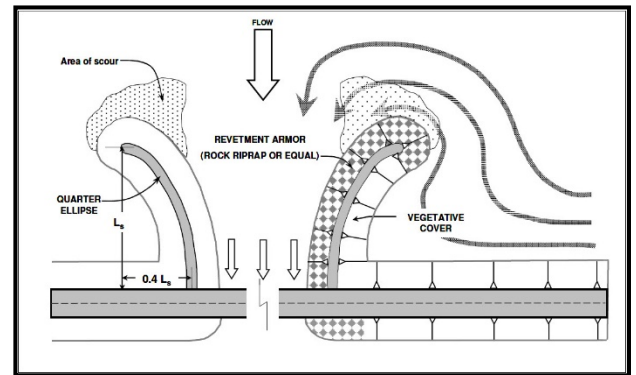 FLOW
Area of scour
REVETMENT ARMOR
(ROCK RIPRAP OR EQUAL)
QUARTER
ELLIPSE
VEGETATIVE
COVER
Ls
0.4 Ls